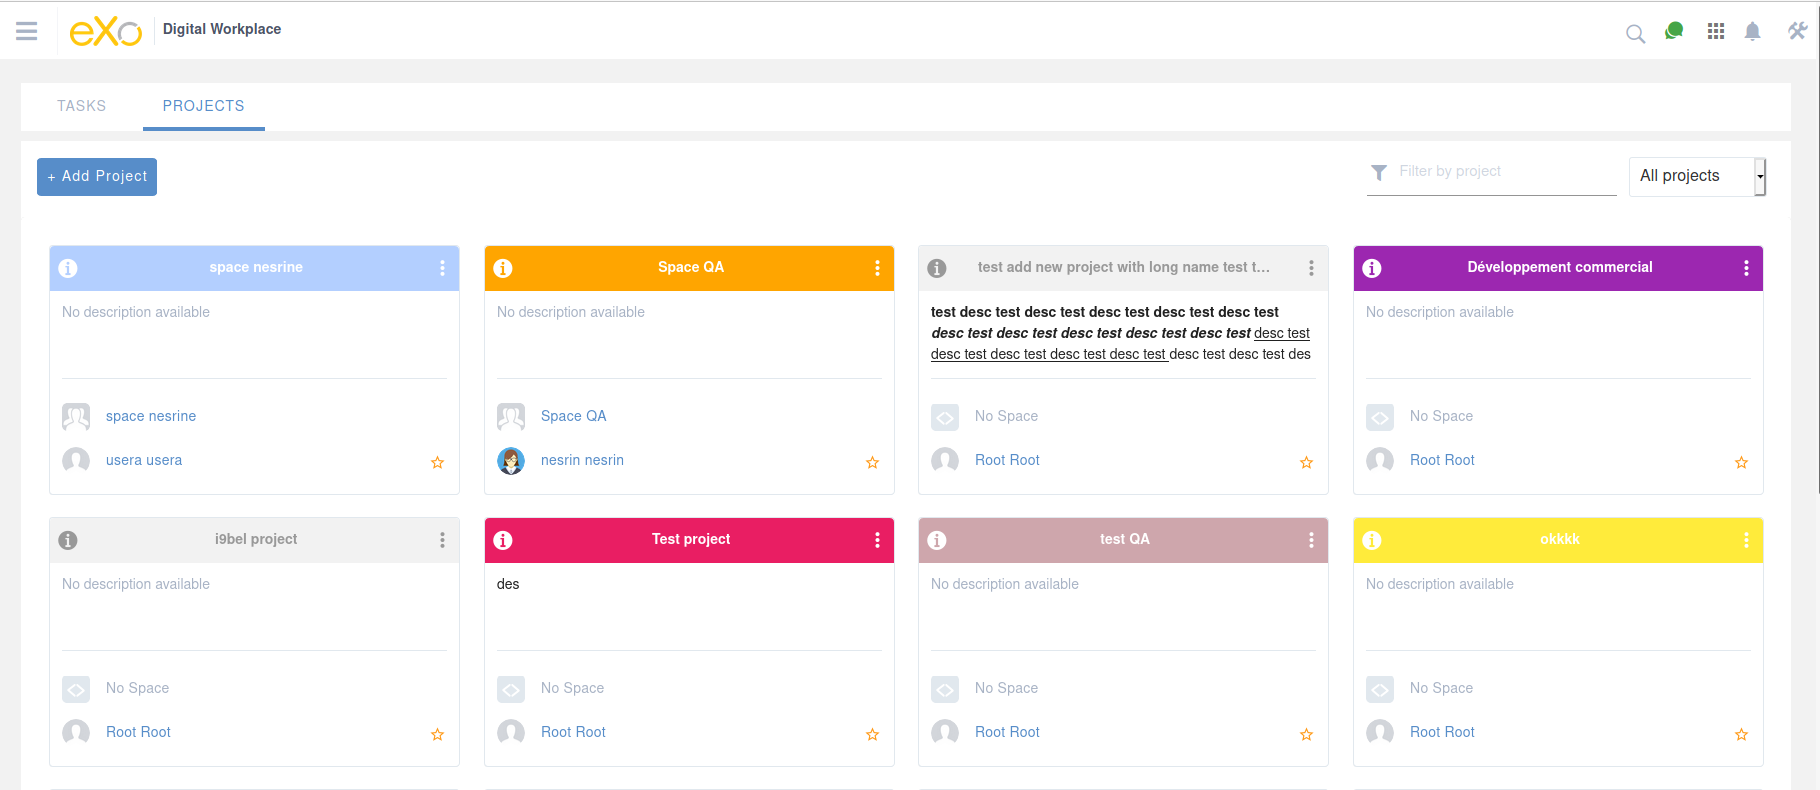 eXo
Digital Workplace
TASKS
PROJECTS
+ Add Project
Filter by project
All projects
space nesrine
No description available
space nesrine
usera usera
Space QA
No description available
Space QA
nesrin nesrin
test add new project with long name test t...
test desc test desc test desc test desc test desc test
desc test desc test desc test desc test desc test desc test
desc test desc test desc test desc test desc test desc test des
No Space
Root Root
Développement commercial
No description available
No Space
Root Root
i9bel project
No description available
No Space
Root Root
Test project
des
No Space
Root Root
test QA
No description available
No Space
Root Root
okkkk
No description available
No Space
Root Root